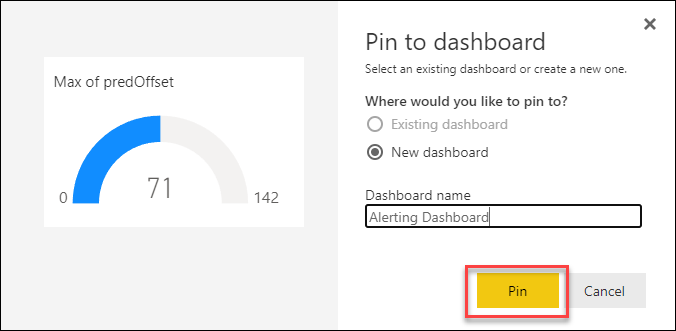 Max of predOffset
0
71
142
Pin to dashboard
Select an existing dashboard or create a new one.
Where would you like to pin to?
Existing dashboard
New dashboard
Dashboard name
Alerting Dashboard
Pin
Cancel